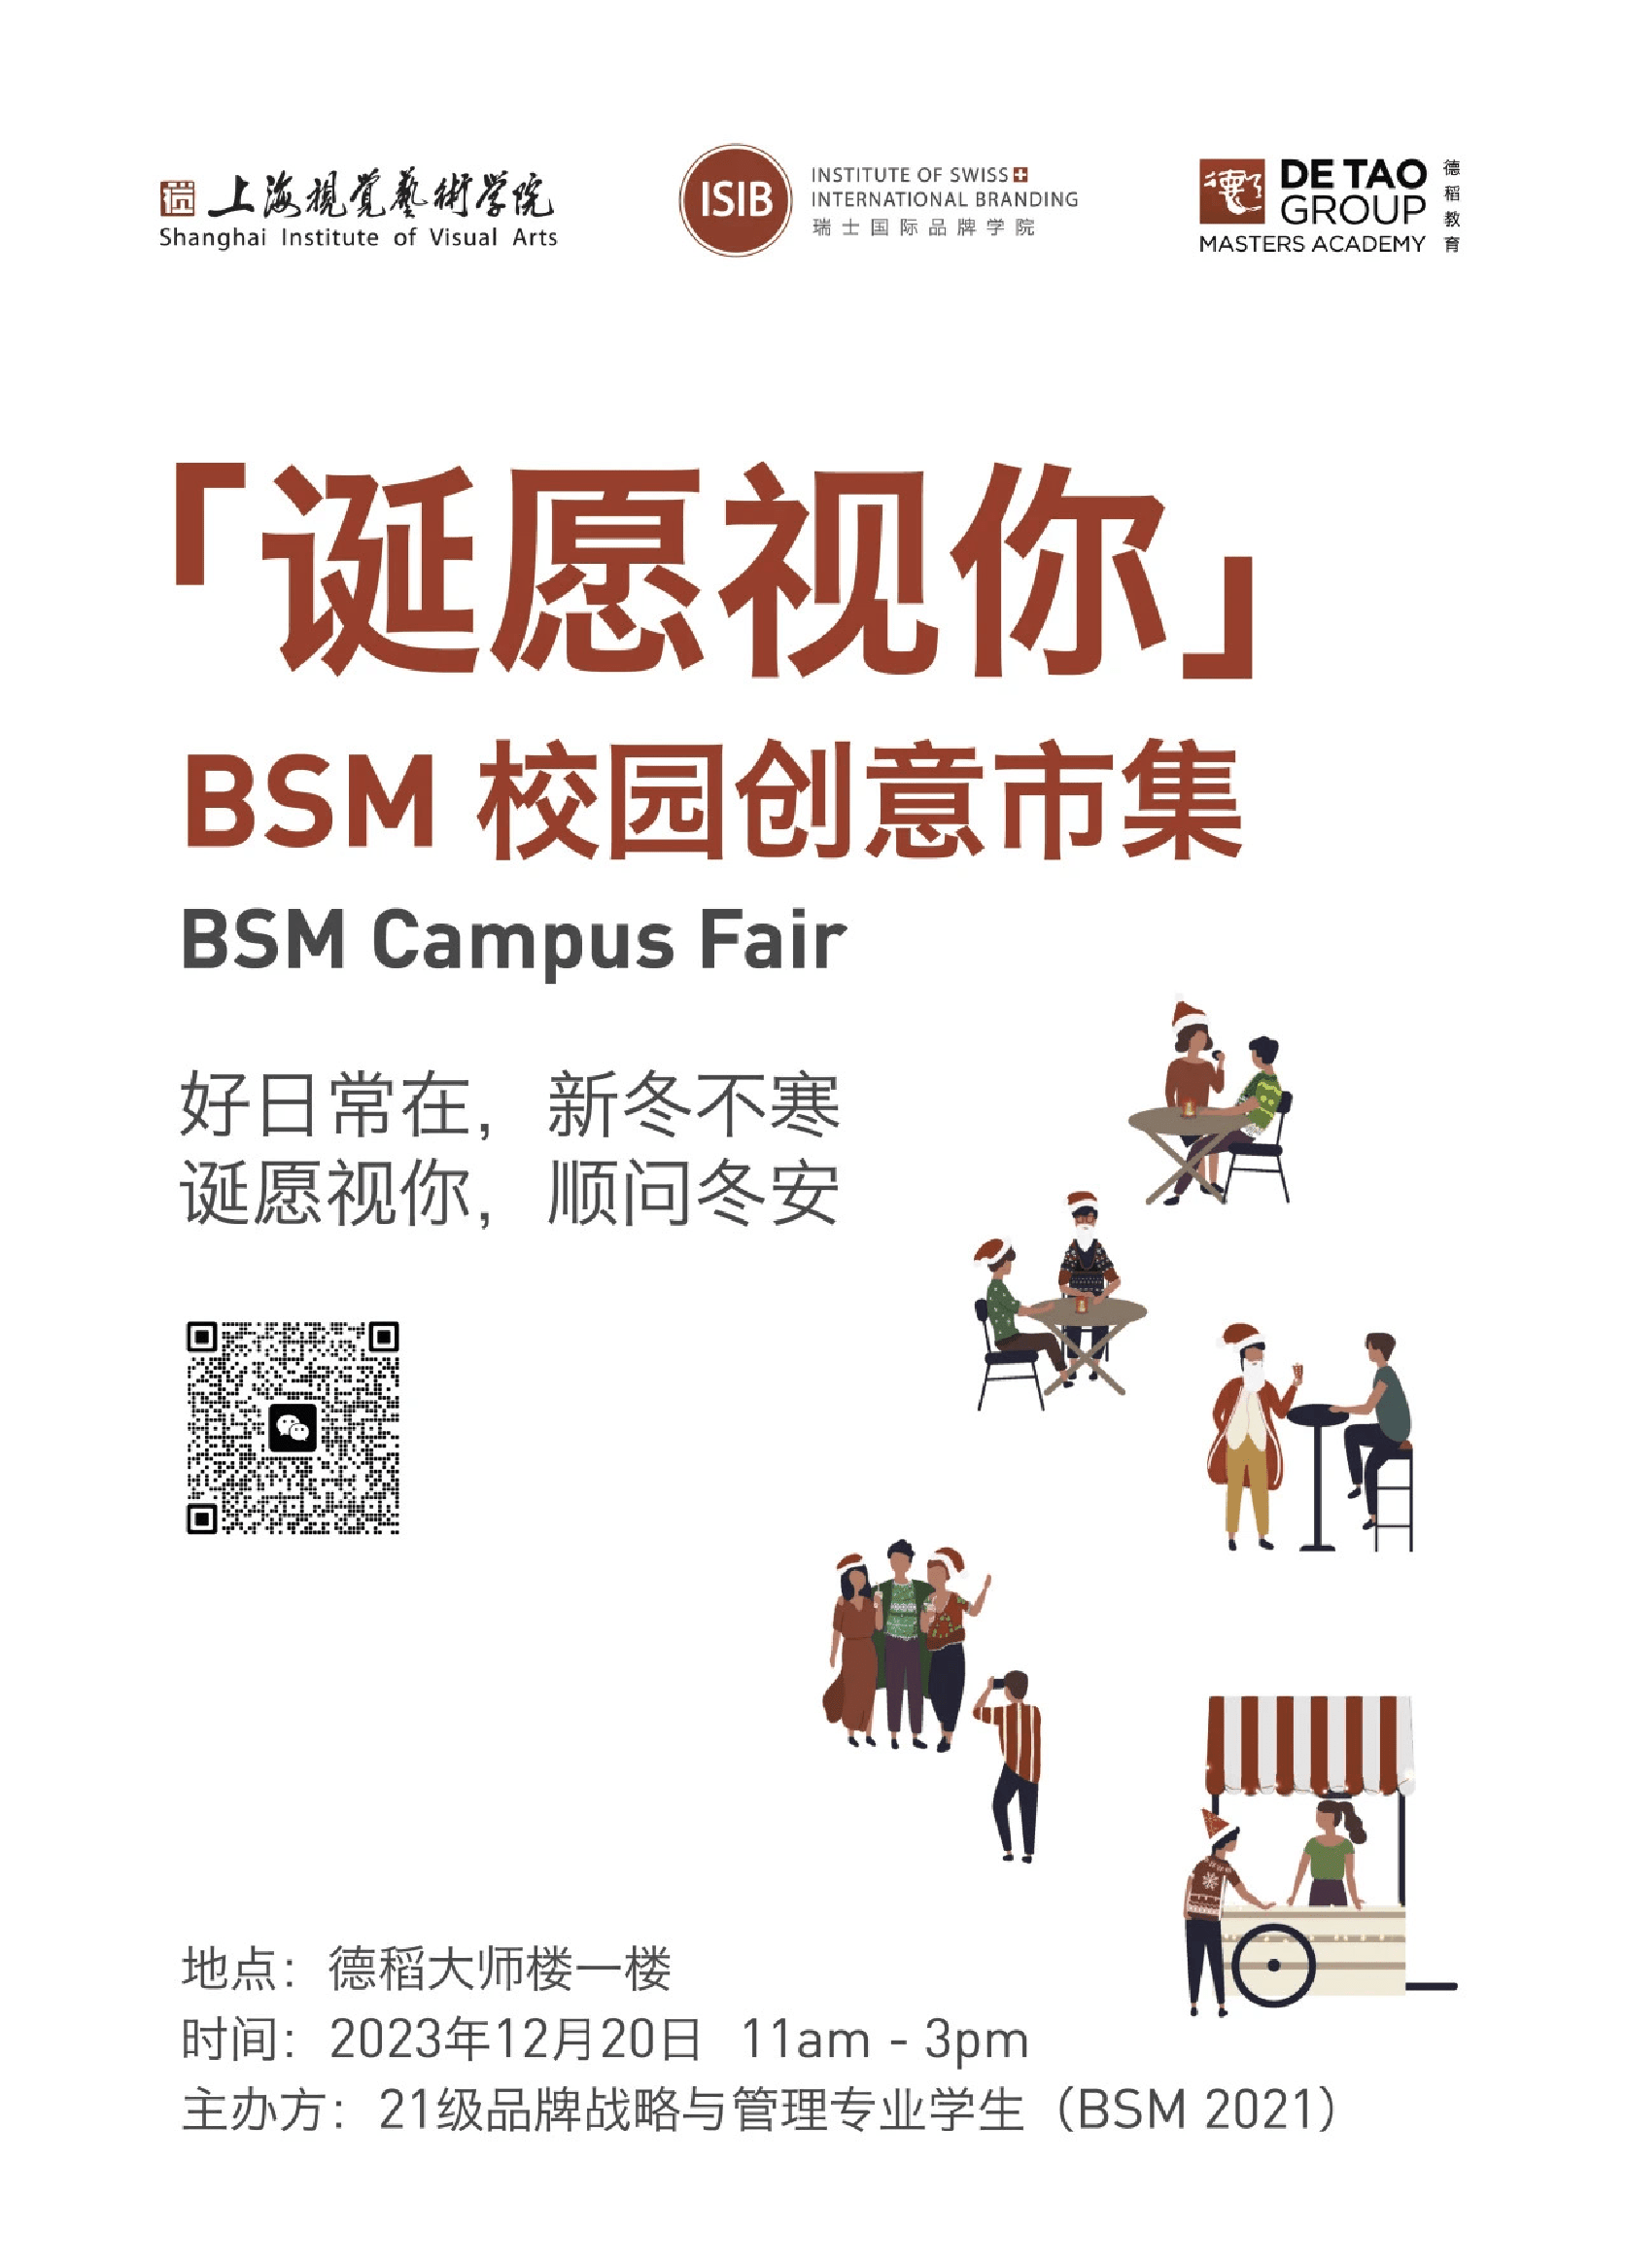 上海視覺藝術学院
Shanghai Institute of Visual Arts
ISIB
INSTITUTE OF SWISS
INTERNATIONAL BRANDING
瑞士国际品牌学院
DE TAO
GROUP
MASTERS ACADEMY
德稻教育
「诞愿视你」
BSM 校园创意市集
BSM Campus Fair
好日常在，新冬不寒
诞愿视你，顺问冬安
地点：德稻大师楼一楼
时间：2023年12月20日 11am - 3pm
主办方：21级品牌战略与管理专业学生（BSM 2021）